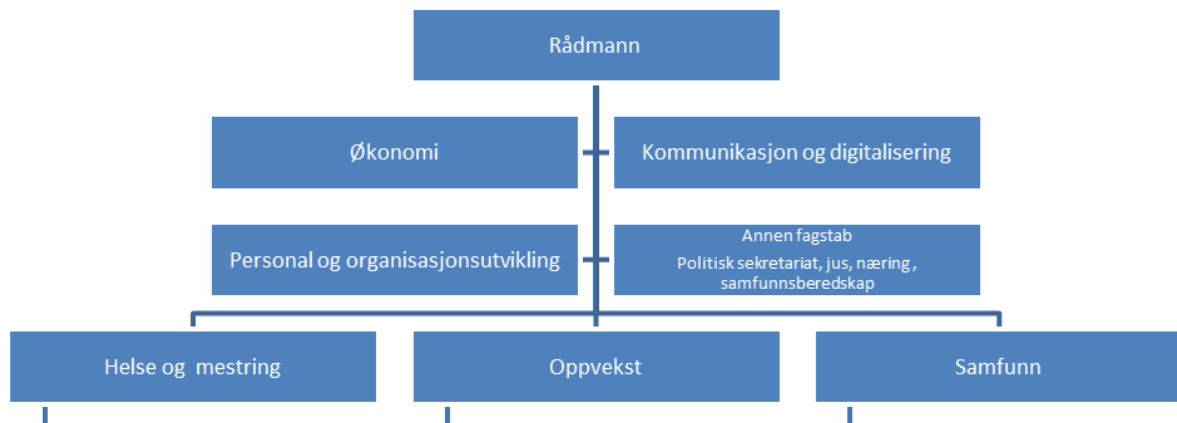 Rådmann
Økonomi
Kommunikasjon og digitalisering
Personal og organisasjonsutvikling
Annen fagstab
Politisk sekretariat, jus, næring ,
samfunnsberedskap
Helse og  mestring
Oppvekst
Samfunn